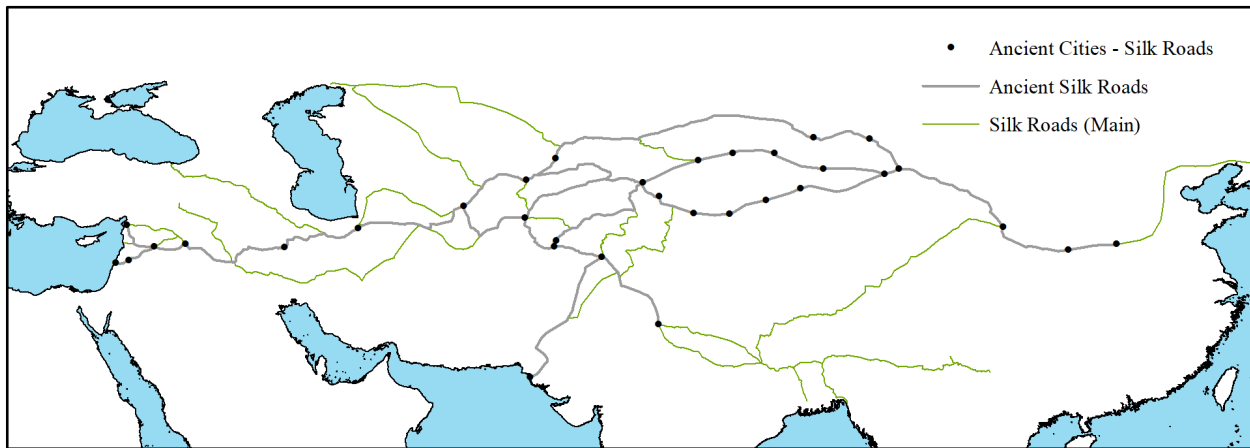 Ancient Cities - Silk Roads
Ancient Silk Roads
Silk Roads (Main)